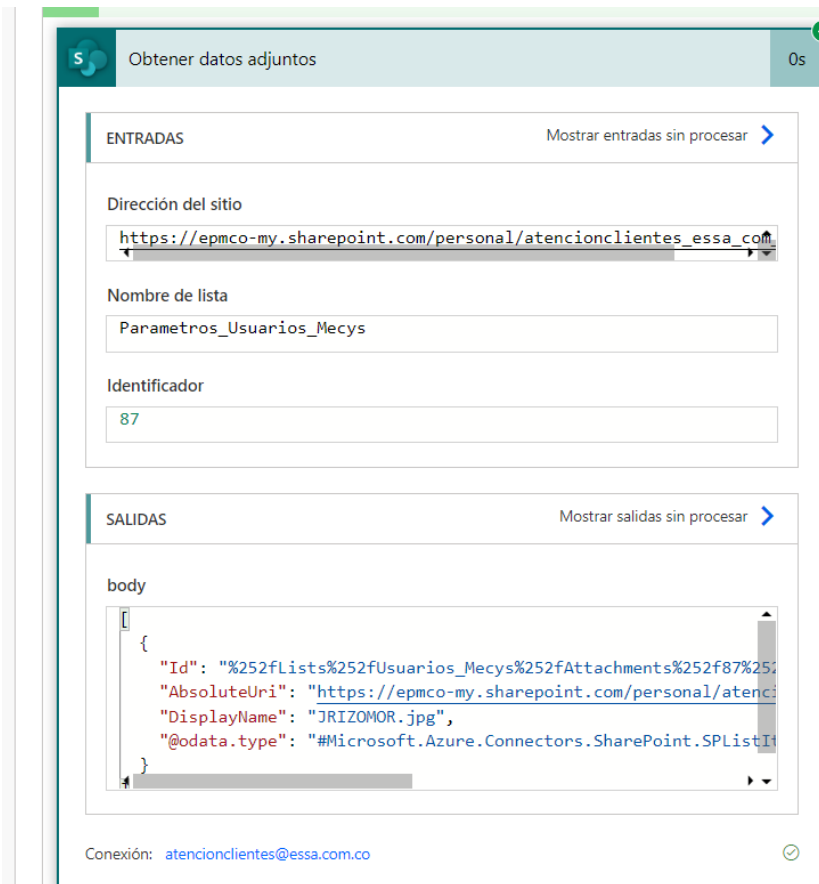 Obtener datos adjuntos
0s
ENTRADAS
Mostrar entradas sin procesar
Dirección del sitio
https://epmco-my.sharepoint.com/personal/atencionclientes_essa_com_
Nombre de lista
Parametros_Usuarios_Mecys
Identificador
87
SALIDAS
Mostrar salidas sin procesar
body
[
{
"Id": "%252fLists%252fUsuarios_Mecys%252fAttachments%252f87%252
"AbsoluteUri": "https://epmco-my.sharepoint.com/personal/atenci
"DisplayName": "JRIZOMOR.jpg",
"@odata.type": "#Microsoft.Azure.Connectors.SharePoint.SPListIt
}
Conexión: atencionclientes@essa.com.co